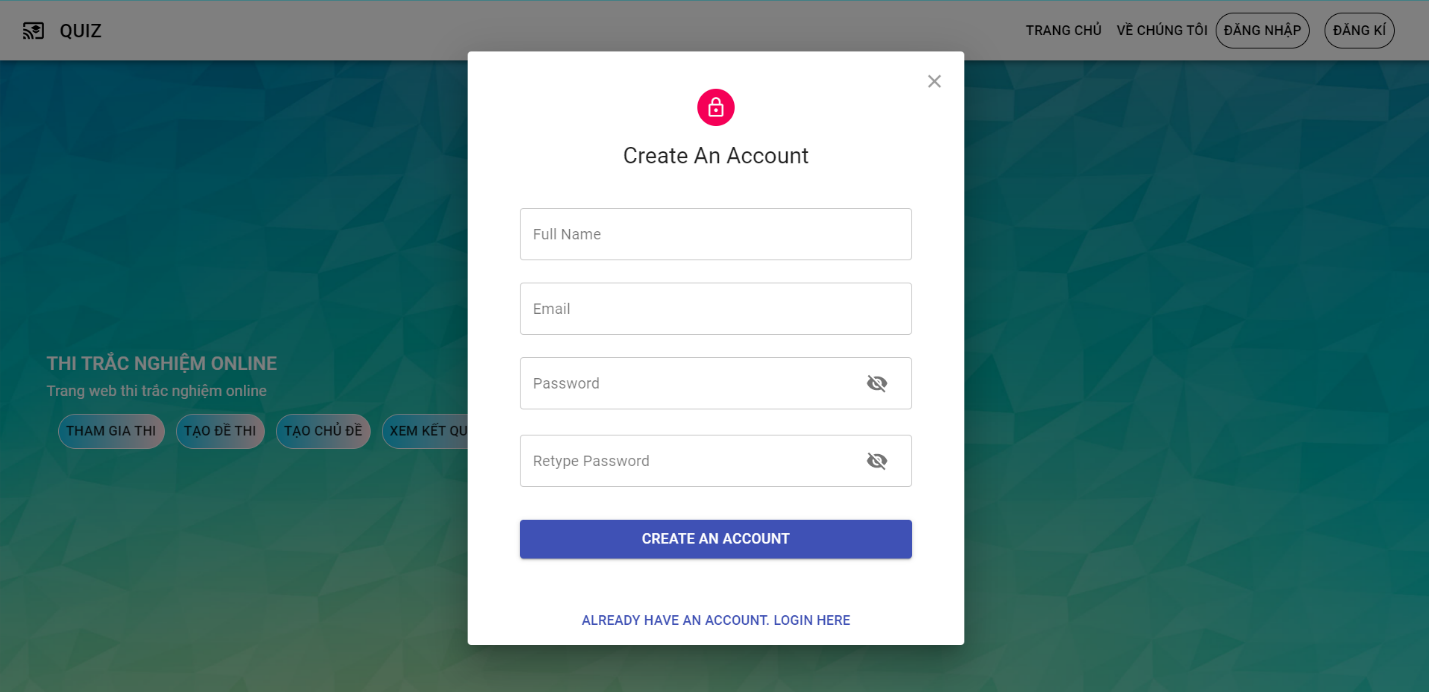 QUIZ
TRANG CHỦ VỀ CHÚNG TÔI ĐĂNG NHẬP ĐĂNG KÍ
Create An Account
Full Name
Email
Password
Retype Password
CREATE AN ACCOUNT
ALREADY HAVE AN ACCOUNT. LOGIN HERE
THI TRẮC NGHIỆM ONLINE
Trang web thi trắc nghiệm online
THAM GIA THI TẠO ĐỀ THI TẠO CHỦ ĐỀ XEM KẾT QU